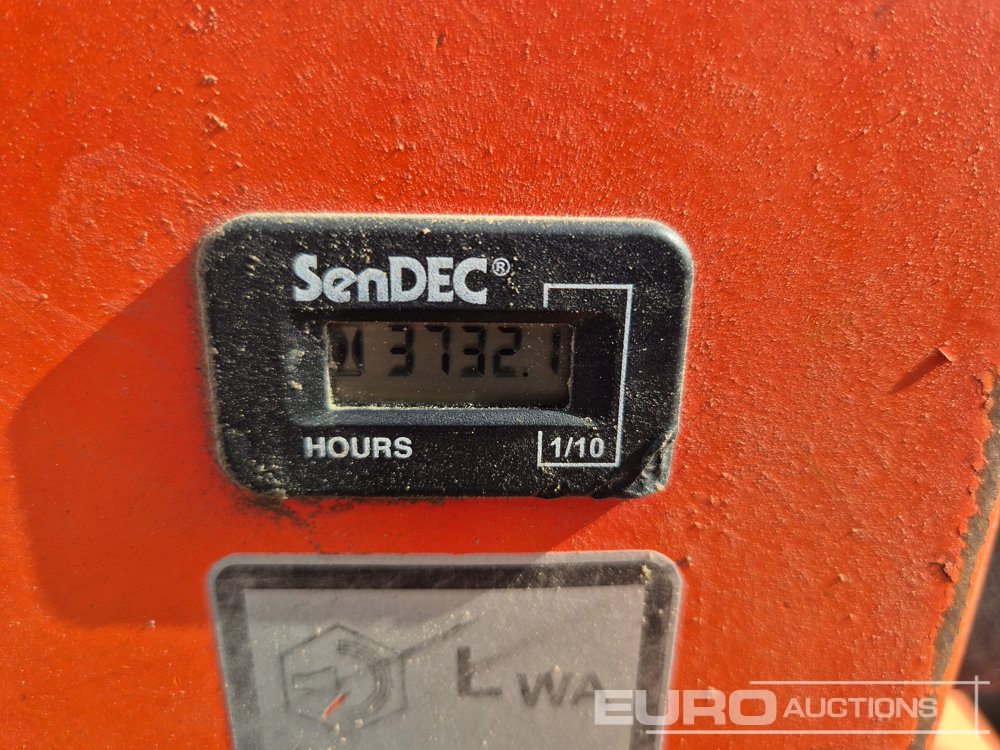 SenDEC®
3732.1
HOURS
1/10
LWA
EURO AUCTIONS